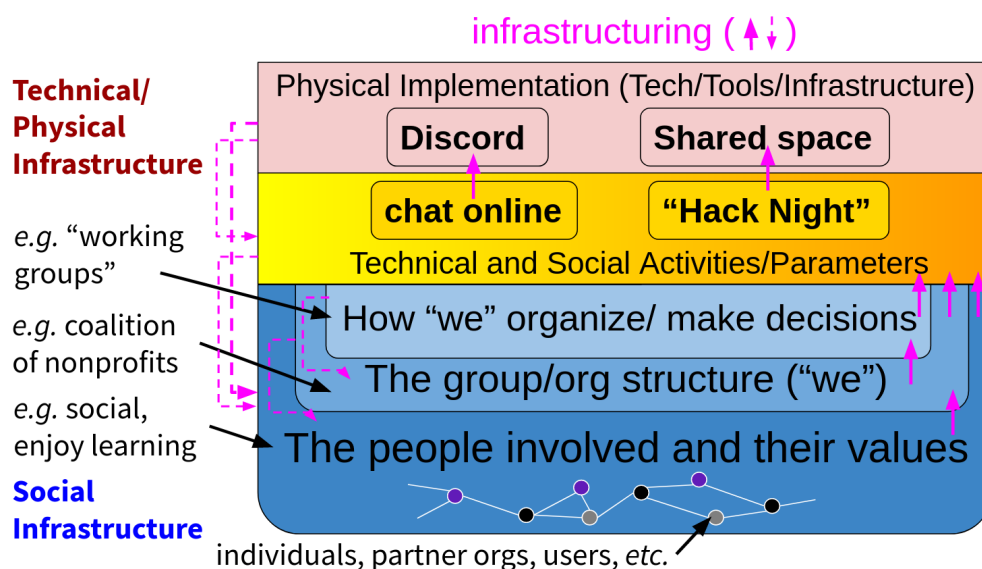 infrastructuring ( )
Technical/
Physical
Infrastructure
Physical Implementation (Tech/Tools/Infrastructure)
Discord
Shared space
chat online
“Hack Night”
Technical and Social Activities/Parameters
e.g. “working
groups”
How “we” organize/ make decisions
e.g. coalition
of nonprofits
The group/org structure (“we”)
e.g. social,
enjoy learning
The people involved and their values
Social
Infrastructure
individuals, partner orgs, users, etc.